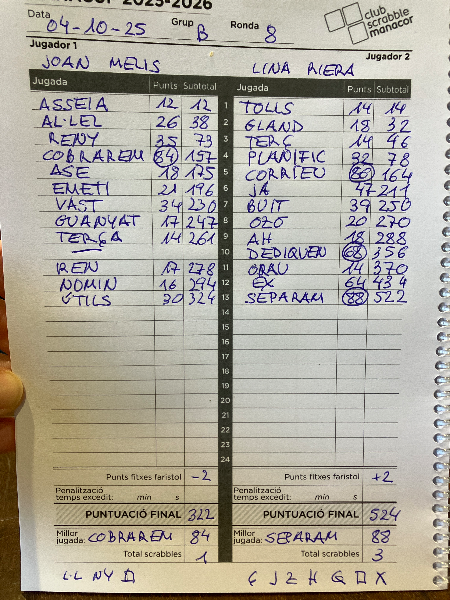 2025-2026
Data 04-10-25 Grup B Ronda 8
club scrabble manacor
Jugador 1 Jugador 2
JOAN MELIS LINA RIERA
Jugada Punts Subtotal Jugada Punts Subtotal
ASSEIA 12 12 1 TOLLS 14 14
AL·LEL 26 38 2 GLAND 18 32
RENY 35 73 3 TERÇ 14 46
COBRAREM 84 157 4 PLANIFIC 32 78
ASE 18 175 5 CORRIEU 86 164
EMETI 21 196 6 JA 47 211
VAST 34 230 7 BUIT 39 250
GUANYAT 17 247 8 OZO 20 270
TERÇA 14 261 9 AH 18 288
10 DEDIQUEN 68 356
REN 17 278 11 ORAU 14 370
NOMIN 16 294 12 EX 64 434
ÚTILS 30 324 13 SEPARAM 88 522
14
15
16
17
18
19
20
21
22
23
24
Punts fitxes faristol -2 Punts fitxes faristol +2
Penalització temps excedit: min s Penalització temps excedit: min s
PUNTUACIÓ FINAL 322 PUNTUACIÓ FINAL 524
Millor jugada: COBRAREM 84 Millor jugada: SEPARAM 88
Total scrabbles 1 Total scrabbles 3
L·L NY Ç J Z H Q X